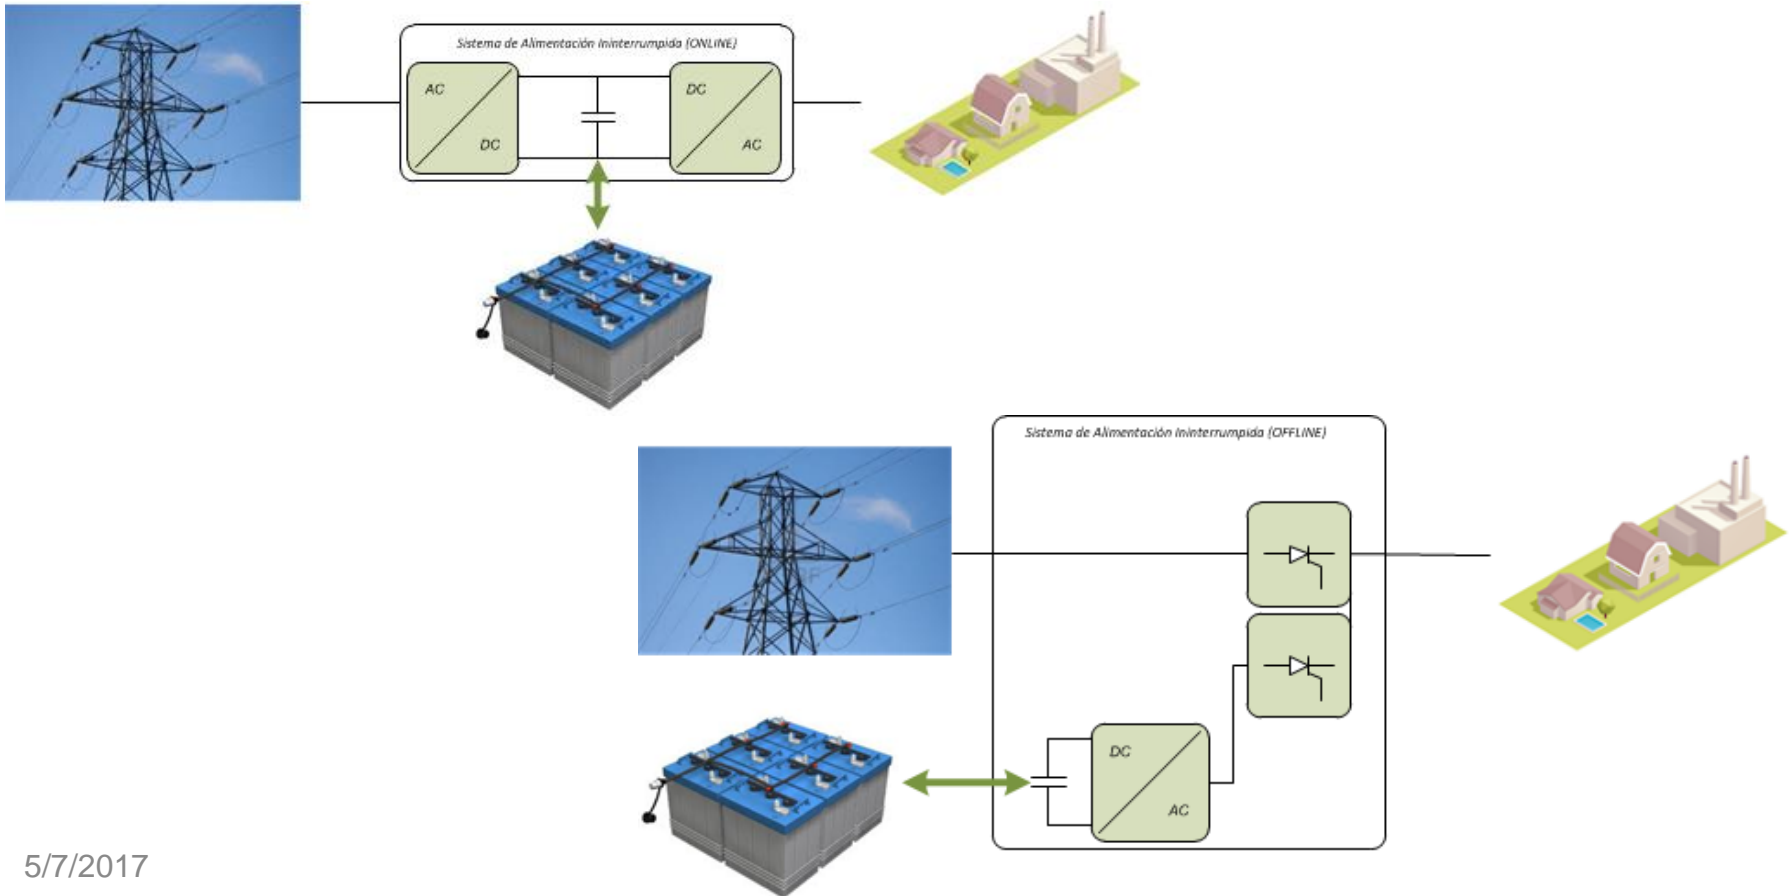 Sistema de Alimentación Ininterrumpida (ONLINE)
AC
DC
DC
AC
Sistema de Alimentación Ininterrumpida (OFFLINE)
DC
AC
5/7/2017